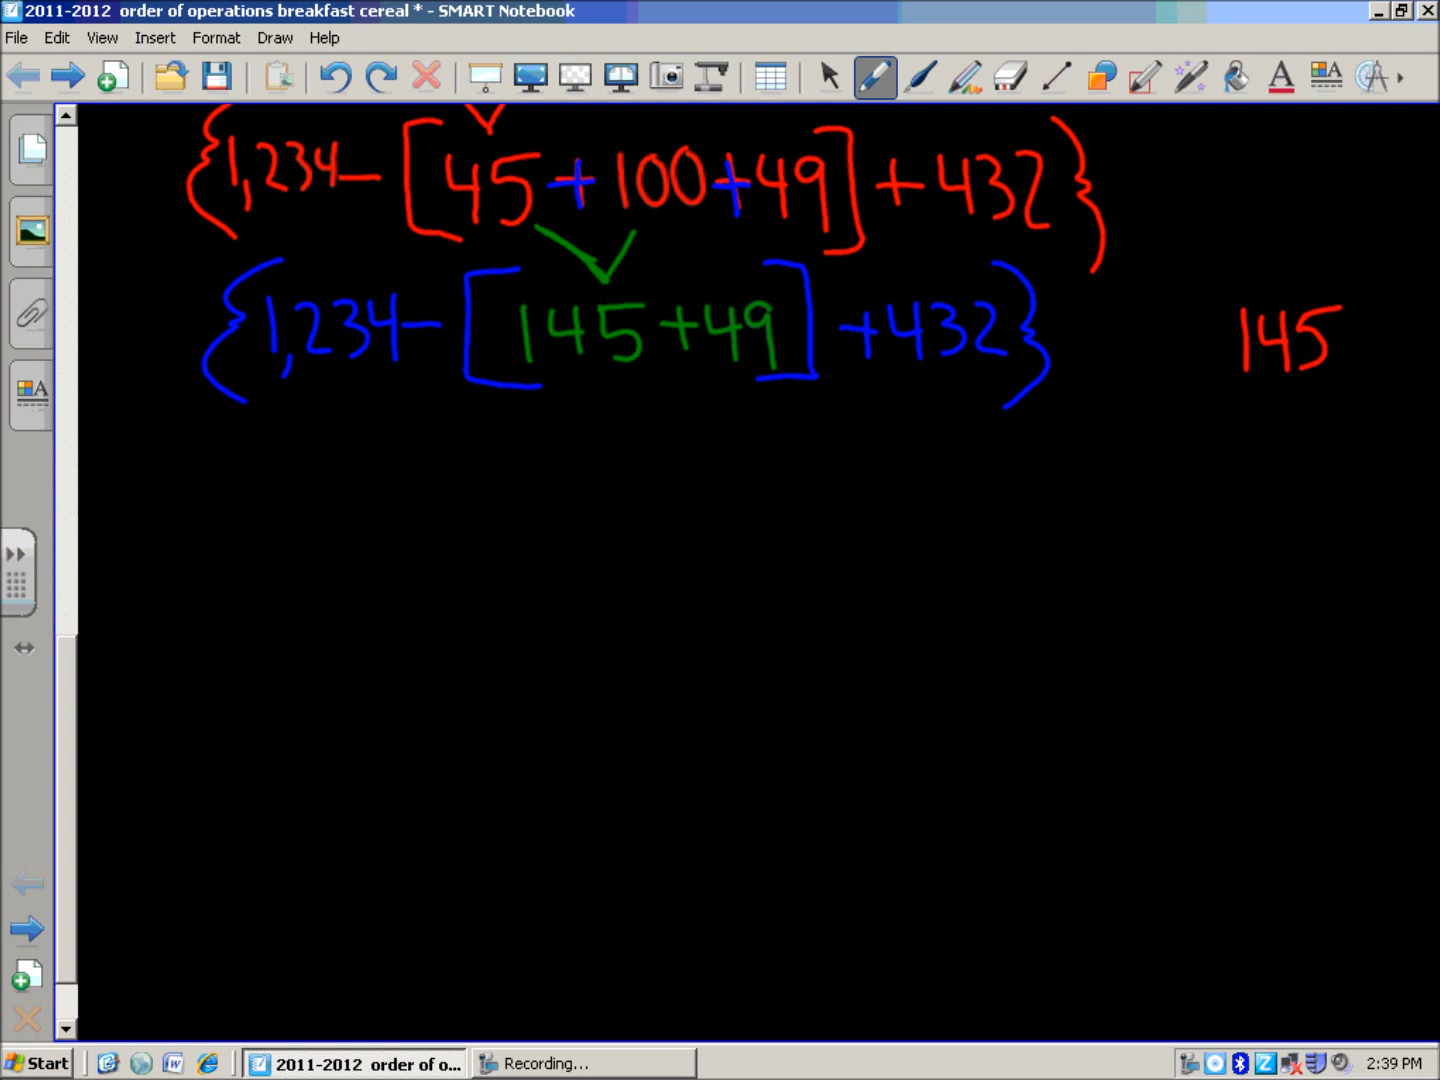 2011-2012 order of operations breakfast cereal * - SMART Notebook
File Edit View Insert Format Draw Help
{1,234-[45+100+49]+432}
{1,234-[145+49]+432}
145
Start
2011-2012 order of o...
Recording...
2:39 PM